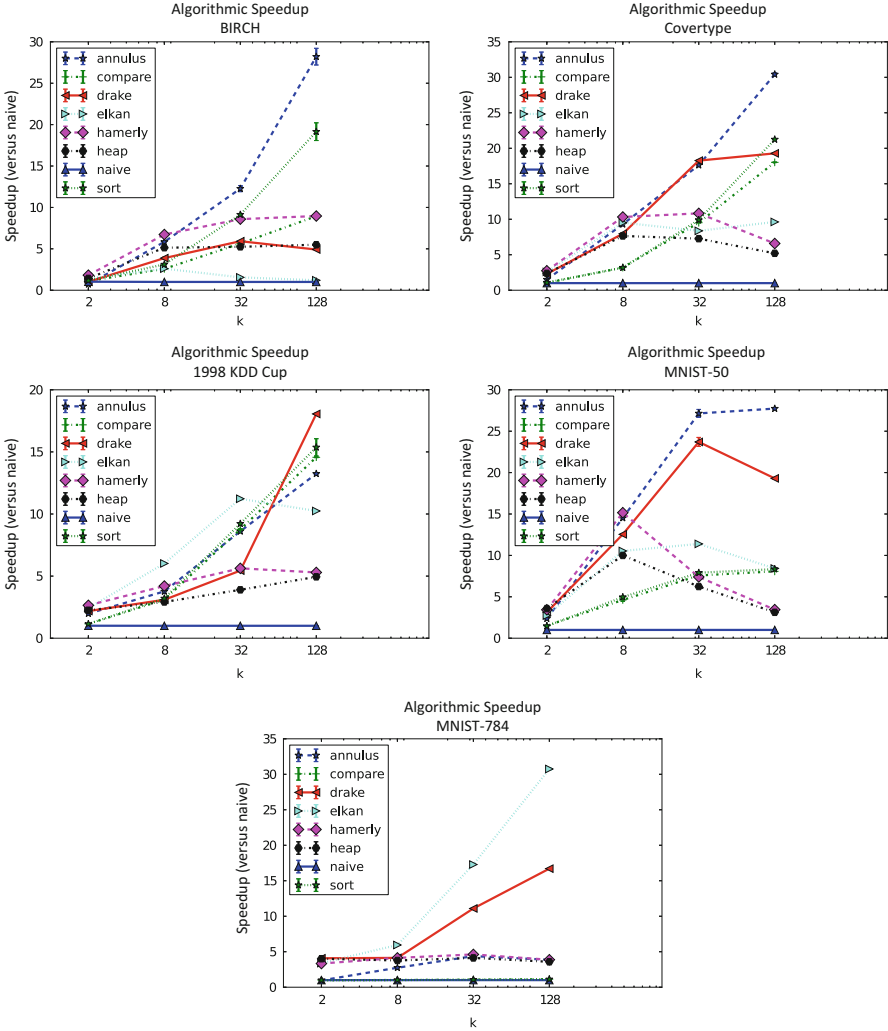 Algorithmic Speedup
BIRCH
30
25
20
15
10
5
0
Speedup (versus naive)
annulus
compare
drake
elkan
hamerly
heap
naive
sort
2
8
32
128
k
Algorithmic Speedup
Covertype
35
30
25
20
15
10
5
0
Speedup (versus naive)
annulus
compare
drake
elkan
hamerly
heap
naive
sort
2
8
32
128
k
Algorithmic Speedup
1998 KDD Cup
20
15
10
5
0
Speedup (versus naive)
annulus
compare
drake
elkan
hamerly
heap
naive
sort
2
8
32
128
k
Algorithmic Speedup
MNIST-50
30
25
20
15
10
5
0
Speedup (versus naive)
annulus
compare
drake
elkan
hamerly
heap
naive
sort
2
8
32
128
k
Algorithmic Speedup
MNIST-784
35
30
25
20
15
10
5
0
Speedup (versus naive)
annulus
compare
drake
elkan
hamerly
heap
naive
sort
2
8
32
128
k